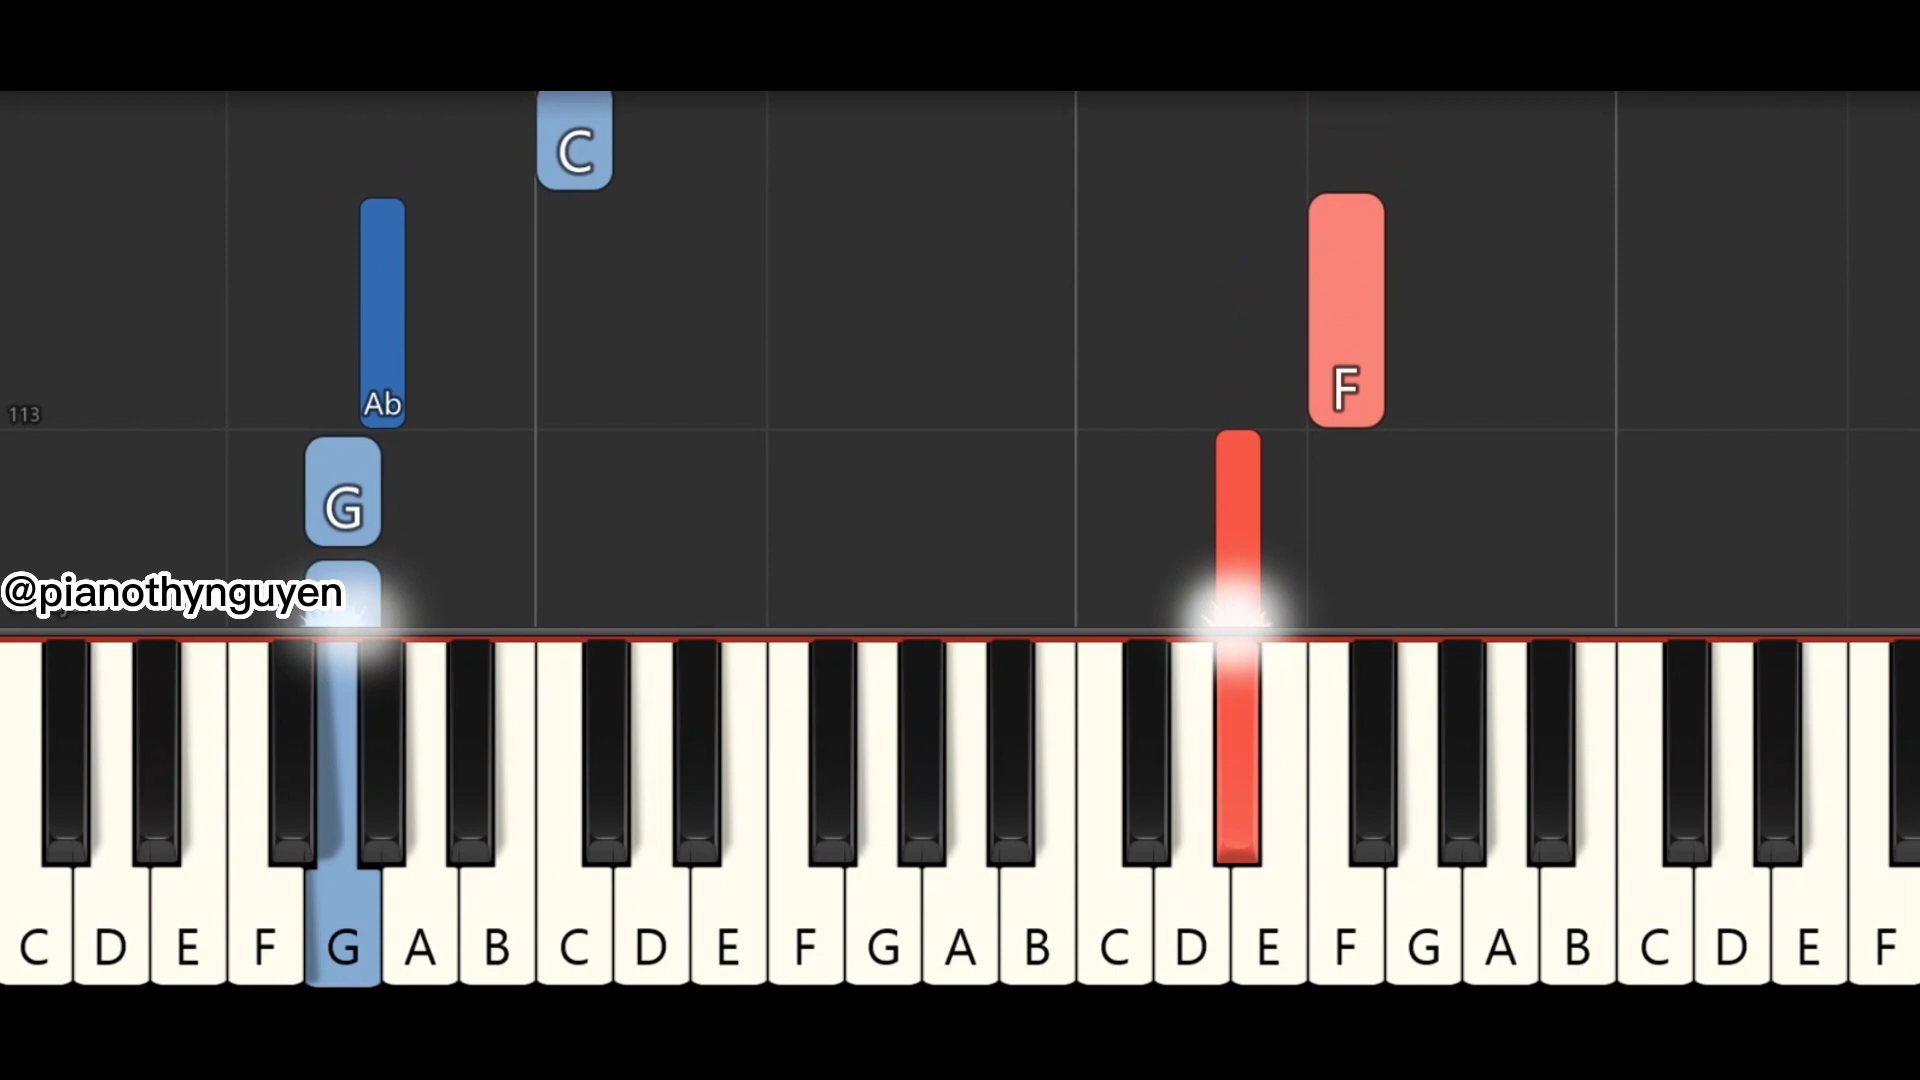 C
Ab
F
113
G
@pianothynguyen
C D E F G A B C D E F G A B C D E F G A B C D E F